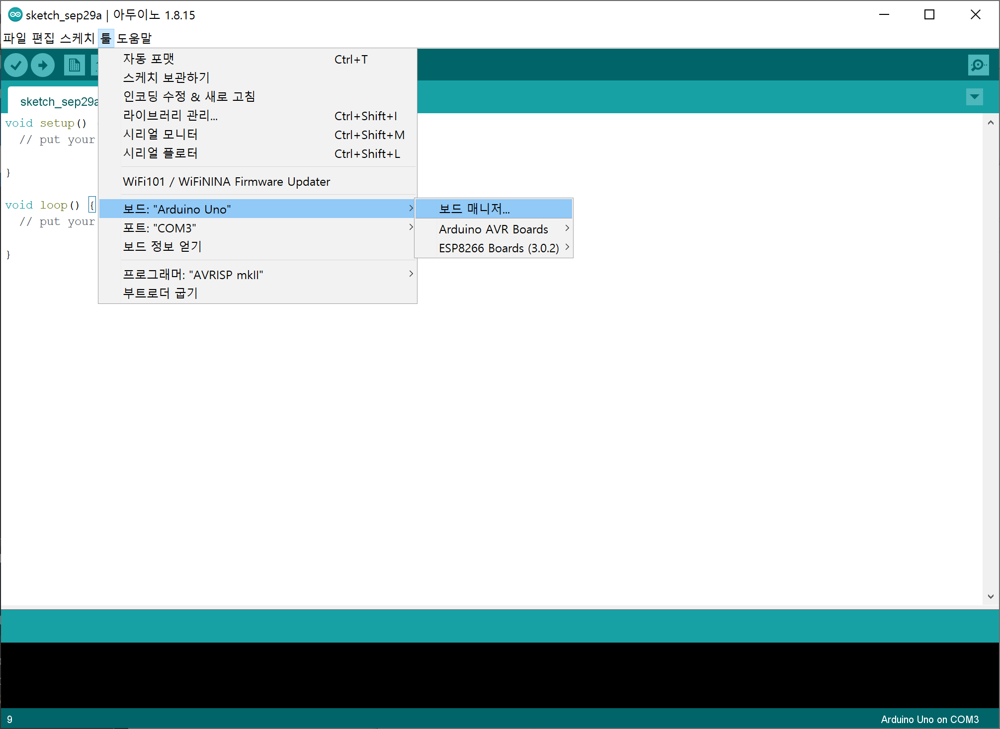 sketch_sep29a | 아두이노 1.8.15
파일 편집 스케치 툴 도움말
sketch_sep29a
void setup()
// put your
}
void loop() {
// put your
}
자동 포맷 Ctrl+T
스케치 보관하기
인코딩 수정 & 새로 고침
라이브러리 관리... Ctrl+Shift+I
시리얼 모니터 Ctrl+Shift+M
시리얼 플로터 Ctrl+Shift+L
WiFi101 / WiFiNINA Firmware Updater
보드: "Arduino Uno"
포트: "COM3"
보드 정보 얻기
프로그래머: "AVRISP mkII"
부트로더 굽기
보드 매니저...
Arduino AVR Boards
ESP8266 Boards (3.0.2)
9
Arduino Uno on COM3